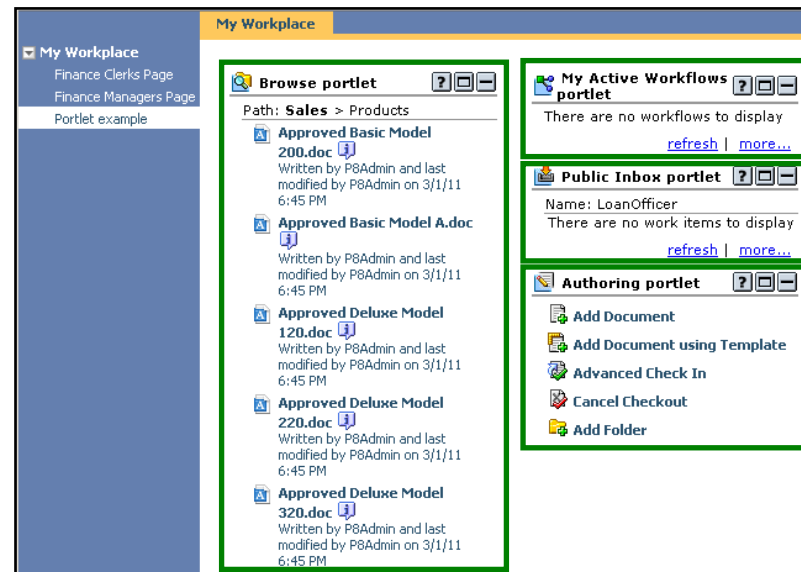 My Workplace
My Workplace
Finance Clerks Page
Finance Managers Page
Portlet example
Browse portlet
Path: Sales > Products
Approved Basic Model
200.doc
Written by P8Admin and last
modified by P8Admin on 3/1/11
6:45 PM
Approved Basic Model A.doc
Written by P8Admin and last
modified by P8Admin on 3/1/11
6:45 PM
Approved Deluxe Model
120.doc
Written by P8Admin and last
modified by P8Admin on 3/1/11
6:45 PM
Approved Deluxe Model
220.doc
Written by P8Admin and last
modified by P8Admin on 3/1/11
6:45 PM
Approved Deluxe Model
320.doc
Written by P8Admin and last
modified by P8Admin on 3/1/11
6:45 PM
My Active Workflows
portlet
There are no workflows to display
refresh | more...
Public Inbox portlet
Name: LoanOfficer
There are no work items to display
refresh | more...
Authoring portlet
Add Document
Add Document using Template
Advanced Check In
Cancel Checkout
Add Folder